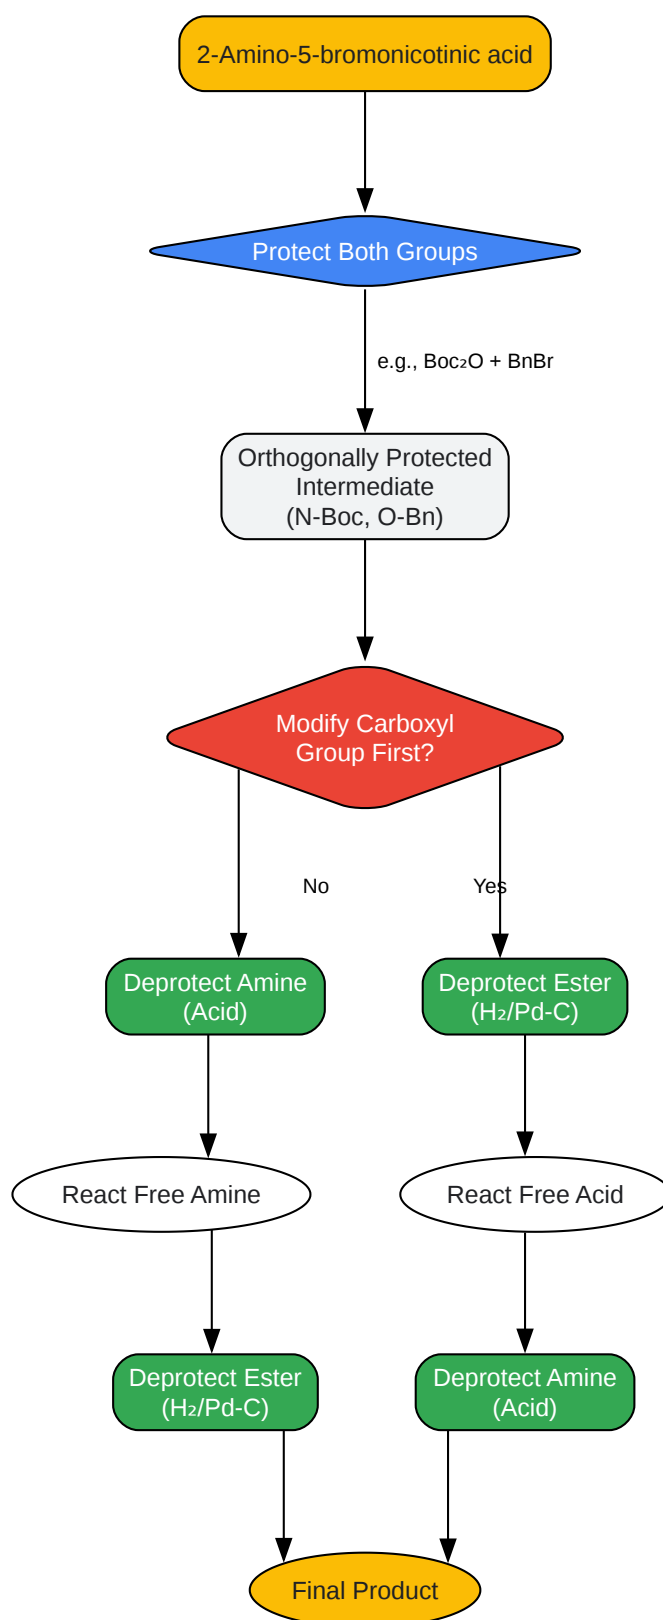 2-Amino-5-bromonicotinic acid
Protect Both Groups
e.g., Boc₂O + BnBr
Orthogonally Protected
Intermediate
(N-Boc, O-Bn)
Modify Carboxyl
Group First?
No
Yes
Deprotect Amine
(Acid)
Deprotect Ester
(H₂/Pd-C)
React Free Amine
React Free Acid
Deprotect Ester
(H₂/Pd-C)
Deprotect Amine
(Acid)
Final Product